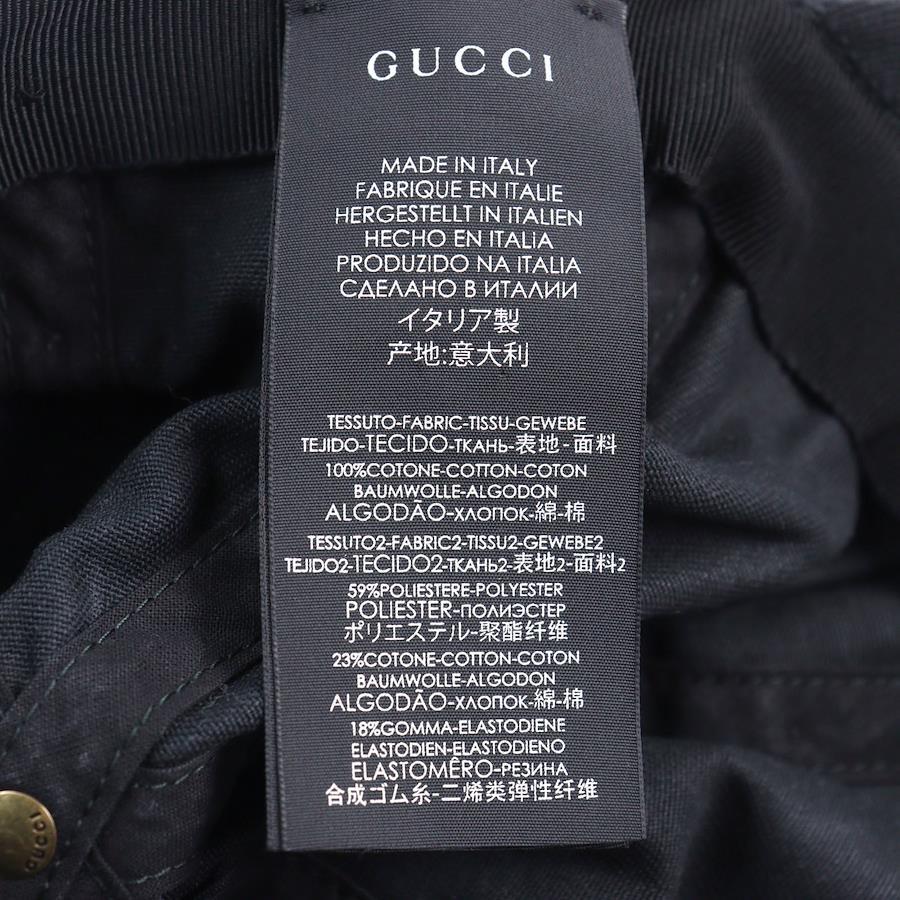 GUCCI
MADE IN ITALY
FABRIQUE EN ITALIE
HERGESTELLT IN ITALIEN
HECHO EN ITALIA
PRODUZIDO NA ITALIA
СДЕЛАНО В ИТАЛИИ
イタリア製
产地:意大利
TESSUTO-FABRIC-TISSU-GEWEBE
TEJIDO-TECIDO-ТКАНЬ-表地-面料
100%COTONE-COTTON-COTON
BAUMWOLLE-ALGODON
ALGODÃO-ХЛОПОК-綿-棉
TESSUTO2-FABRIC2-TISSU2-GEWEBE2
TEJIDO2-TECIDO2-ТКАНЬ2-表地2-面料2
59%POLIESTERE-POLYESTER
POLIESTER-ПОЛИЭСТЕР
ポリエステル-聚酯纤维
23%COTONE-COTTON-COTON
BAUMWOLLE-ALGODON
ALGODÃO-ХЛОПОК-綿-棉
18%GOMMA-ELASTODIENE
ELASTODIEN-ELASTODIENO
ELASTOMÊRO-РЕЗИНА
合成ゴム糸-二烯类弹性纤维
GUCCI